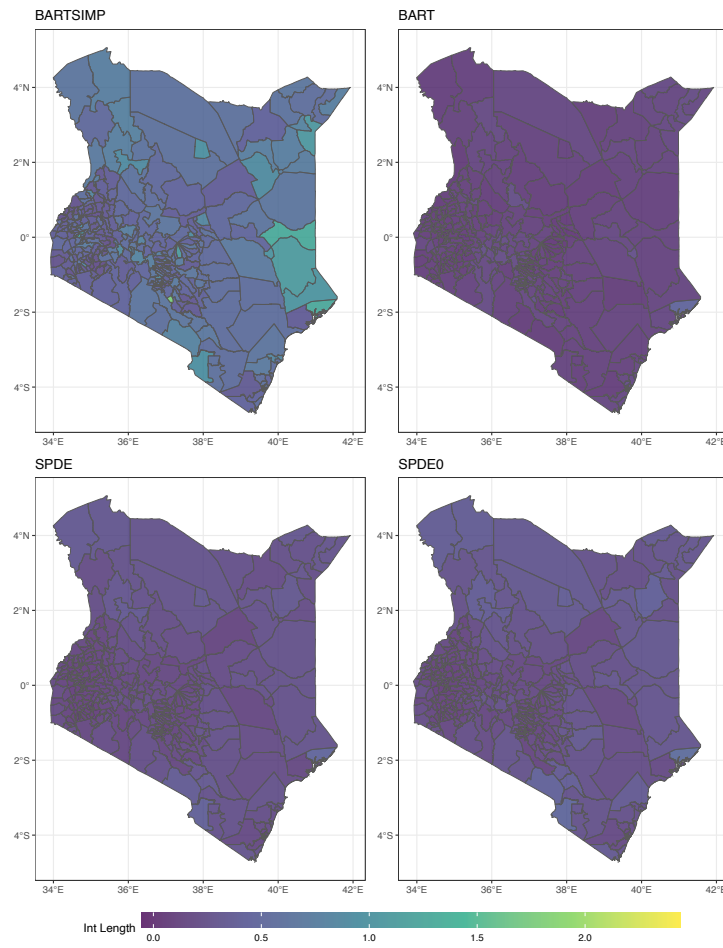 BARTSIMP BART
4°N 4°N
2°N 2°N
0° 0°
2°S 2°S
4°S 4°S
34°E 36°E 38°E 40°E 42°E 34°E 36°E 38°E 40°E 42°E
SPDE SPDE0
4°N 4°N
2°N 2°N
0° 0°
2°S 2°S
4°S 4°S
34°E 36°E 38°E 40°E 42°E 34°E 36°E 38°E 40°E 42°E
Int Length
0.0 0.5 1.0 1.5 2.0